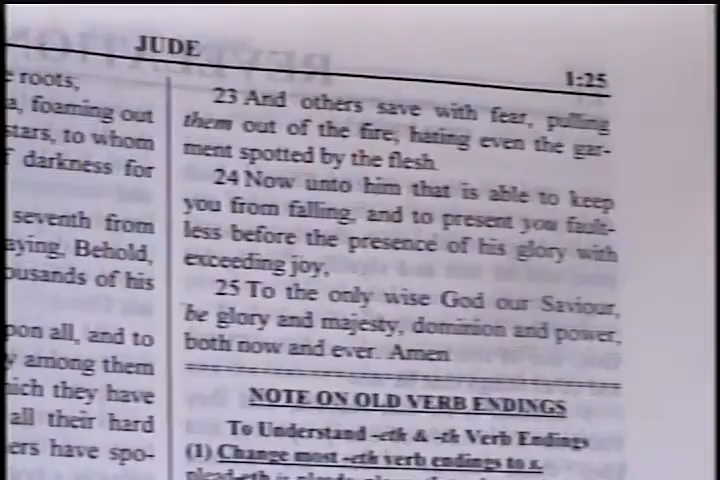 JUDE
1:25
e roots,
a, foaming out
stars, to whom
f darkness for
seventh from
aying, Behold,
ousands of his
pon all, and to
y among them
hich they have
all their hard
ers have spo-
23 And others save with fear, pulling
them out of the fire; hating even the gar-
ment spotted by the flesh.
24 Now unto him that is able to keep
you from falling, and to present you fault-
less before the presence of his glory with
exceeding joy,
25 To the only wise God our Saviour,
be glory and majesty, dominion and power,
both now and ever. Amen
NOTE ON OLD VERB ENDINGS
To Understand -eth & -th Verb Endings
(1) Change most -eth verb endings to s.